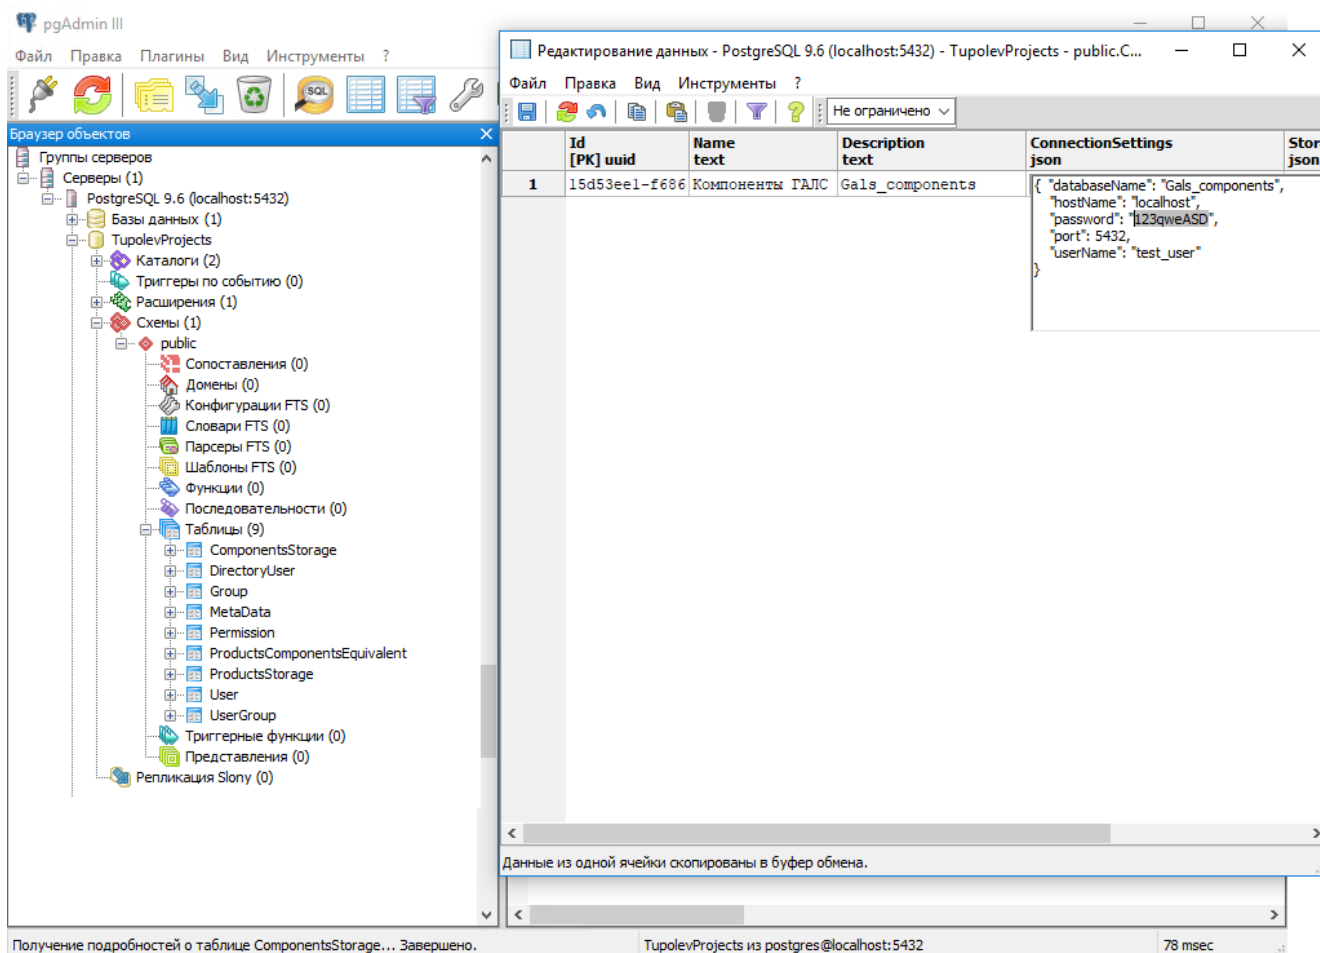 pgAdmin III
Файл Правка Плагины Вид Инструменты ?
Браузер объектов
Группы серверов
Серверы (1)
PostgreSQL 9.6 (localhost:5432)
Базы данных (1)
TupolevProjects
Каталоги (2)
Триггеры по событию (0)
Расширения (1)
Схемы (1)
public
Сопоставления (0)
Домены (0)
Конфигурации FTS (0)
Словари FTS (0)
Парсеры FTS (0)
Шаблоны FTS (0)
Функции (0)
Последовательности (0)
Таблицы (9)
ComponentsStorage
DirectoryUser
Group
MetaData
Permission
ProductsComponentsEquivalent
ProductsStorage
User
UserGroup
Триггерные функции (0)
Представления (0)
Репликация Slony (0)
Редактирование данных - PostgreSQL 9.6 (localhost:5432) - TupolevProjects - public.C...
Файл Правка Вид Инструменты ?
SQL
Не ограничено
Id Name Description ConnectionSettings Stor
[PK] uuid text text json json
1 15d53ee1-f686 Компоненты ГАЛС Gals_components
{ "databaseName": "Gals_components",
"hostName": "localhost",
"password": "123qweASD",
"port": 5432,
"userName": "test_user"
}
Данные из одной ячейки скопированы в буфер обмена.
Получение подробностей о таблице ComponentsStorage... Завершено. TupolevProjects из postgres@localhost:5432 78 msec